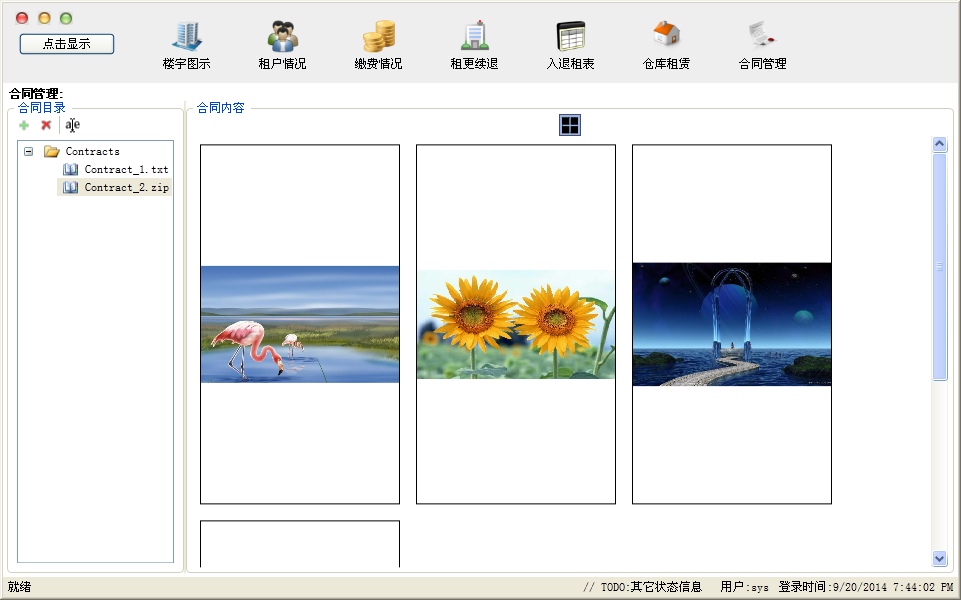 点击显示
楼宇图示
租户情况
缴费情况
租更续退
入退租表
仓库租赁
合同管理
合同管理:
合同目录
a|e
Contracts
Contract_1.txt
Contract_2.zip
合同内容
就绪
// TODO:其它状态信息 用户:sys 登录时间:9/20/2014 7:44:02 PM